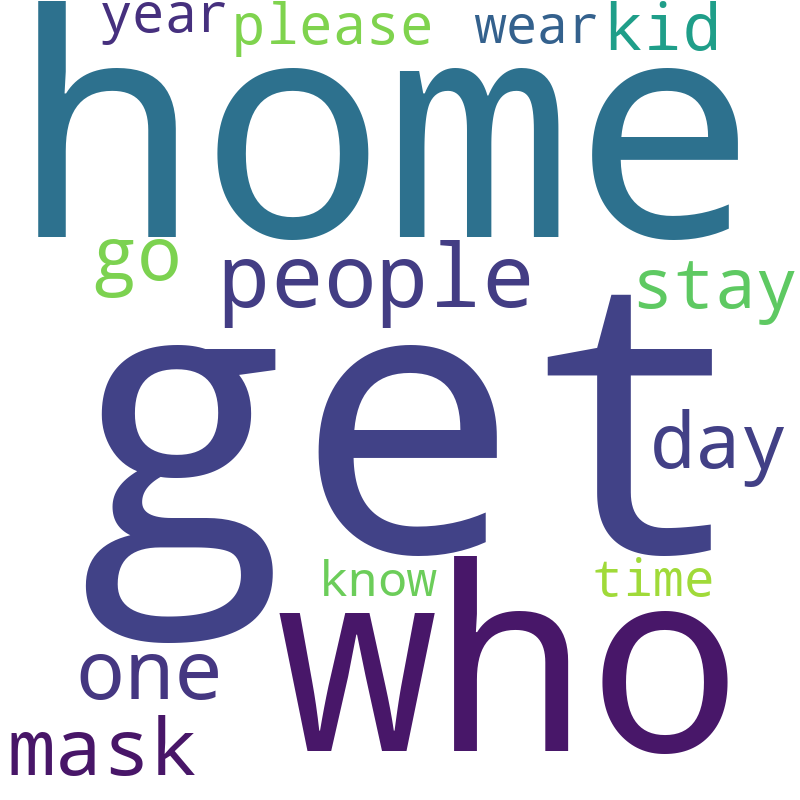 year please wear kid
home
go people stay
get
day
know time
who
one
mask